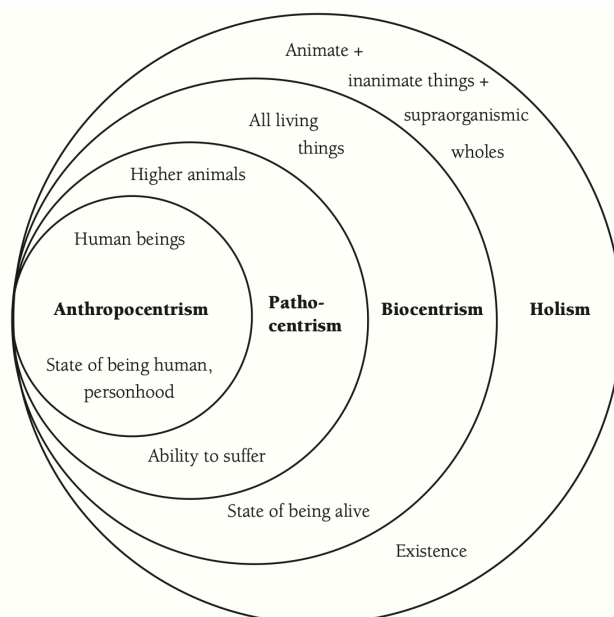 Animate +
inanimate things +
supraorganismic
wholes
All living
things
Higher animals
Human beings
Anthropocentrism
Patho-
centrism
Biocentrism
Holism
State of being human,
personhood
Ability to suffer
State of being alive
Existence